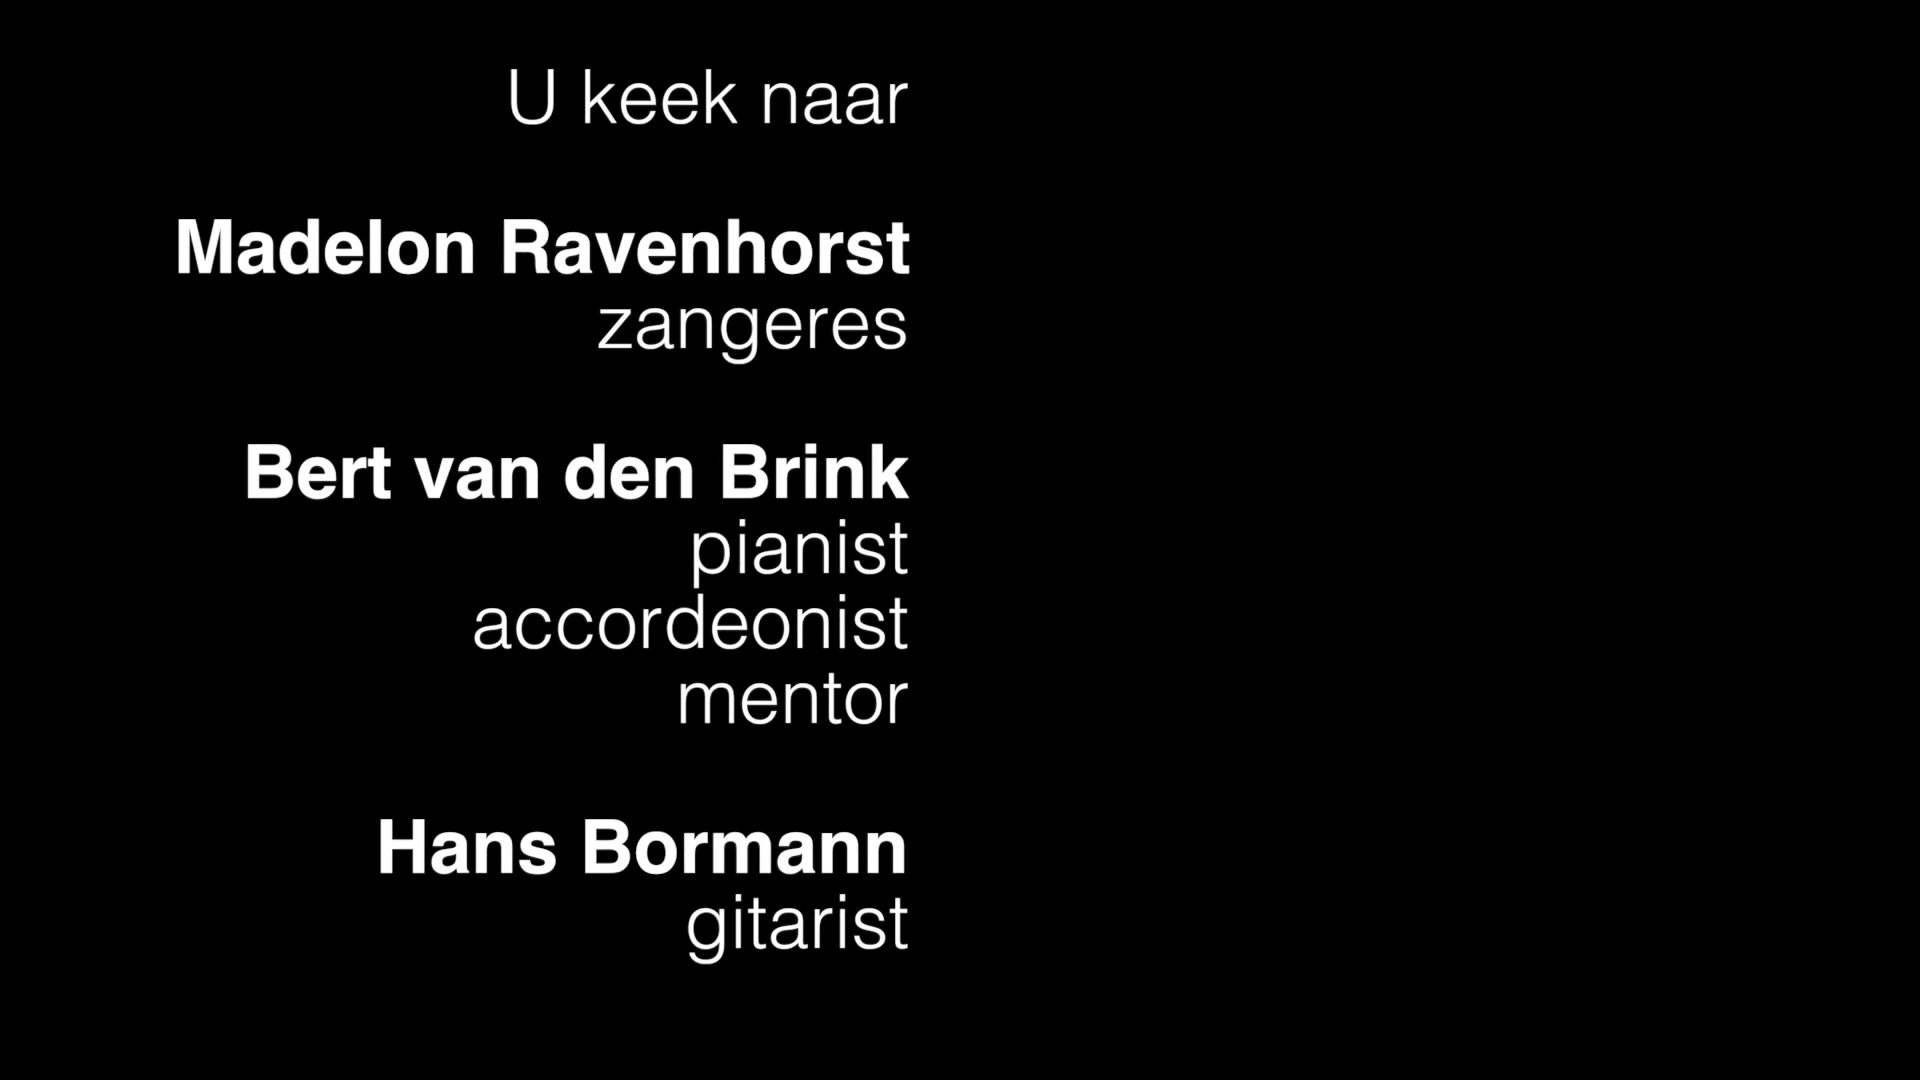 U keek naar
Madelon Ravenhorst
zangeres
Bert van den Brink
pianist
accordeonist
mentor
Hans Bormann
gitarist